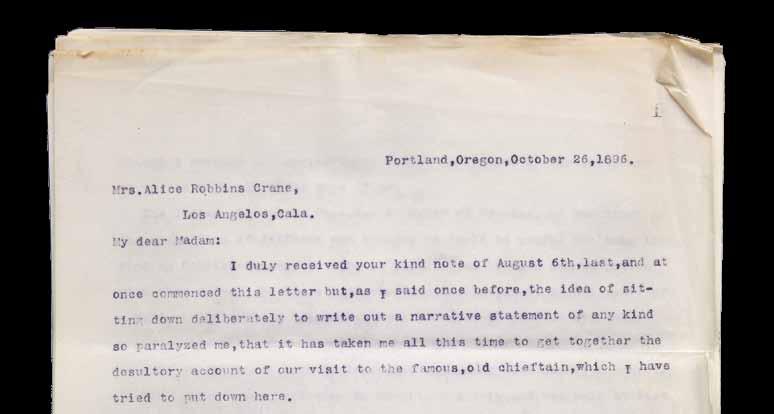 1
Portland,Oregon,October 26,1896.
Mrs.Alice Robbins Crane,
Los Angelos,Cala.
My dear Madam:
I duly received your kind note of August 6th,last,and at
once commenced this letter but,as I said once before,the idea of sit-
ting down deliberately to write out a narrative statement of any kind
so paralyzed me,that it has taken me all this time to get together the
desultory account of our visit to the famous,old chieftain,which I have
tried to put down here.